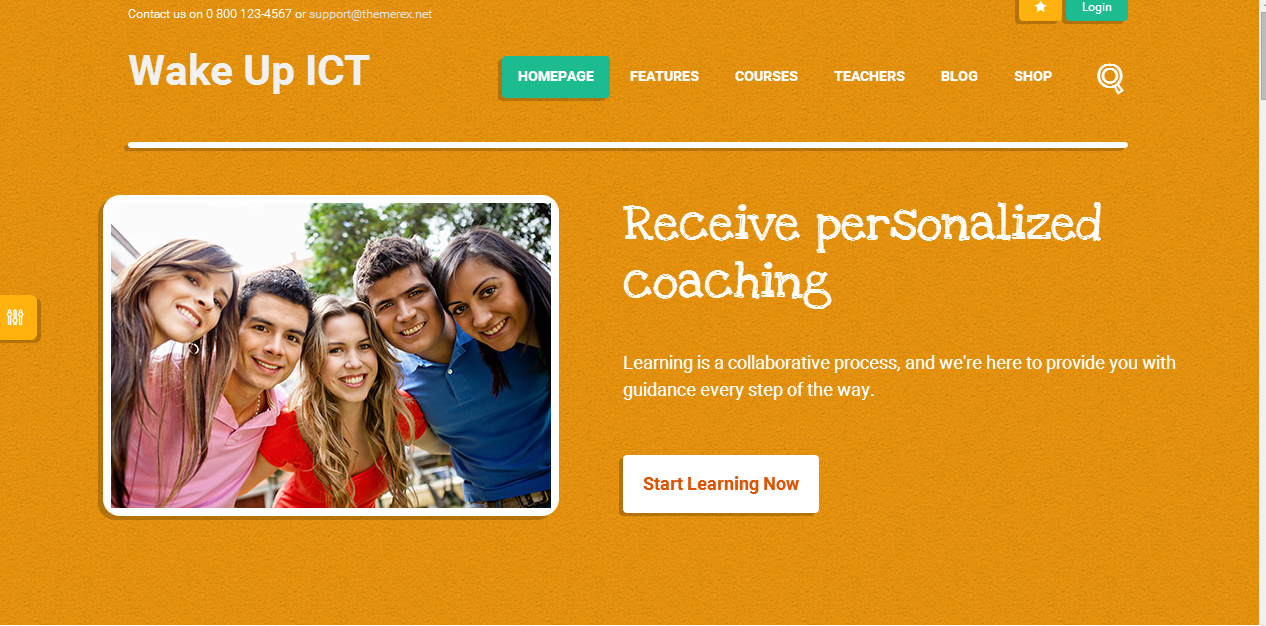 Contact us on 0 800 123-4567 or support@themerex.net
Login
Wake Up ICT
HOMEPAGE FEATURES COURSES TEACHERS BLOG SHOP
Receive personalized
coaching
Learning is a collaborative process, and we're here to provide you with
guidance every step of the way.
Start Learning Now